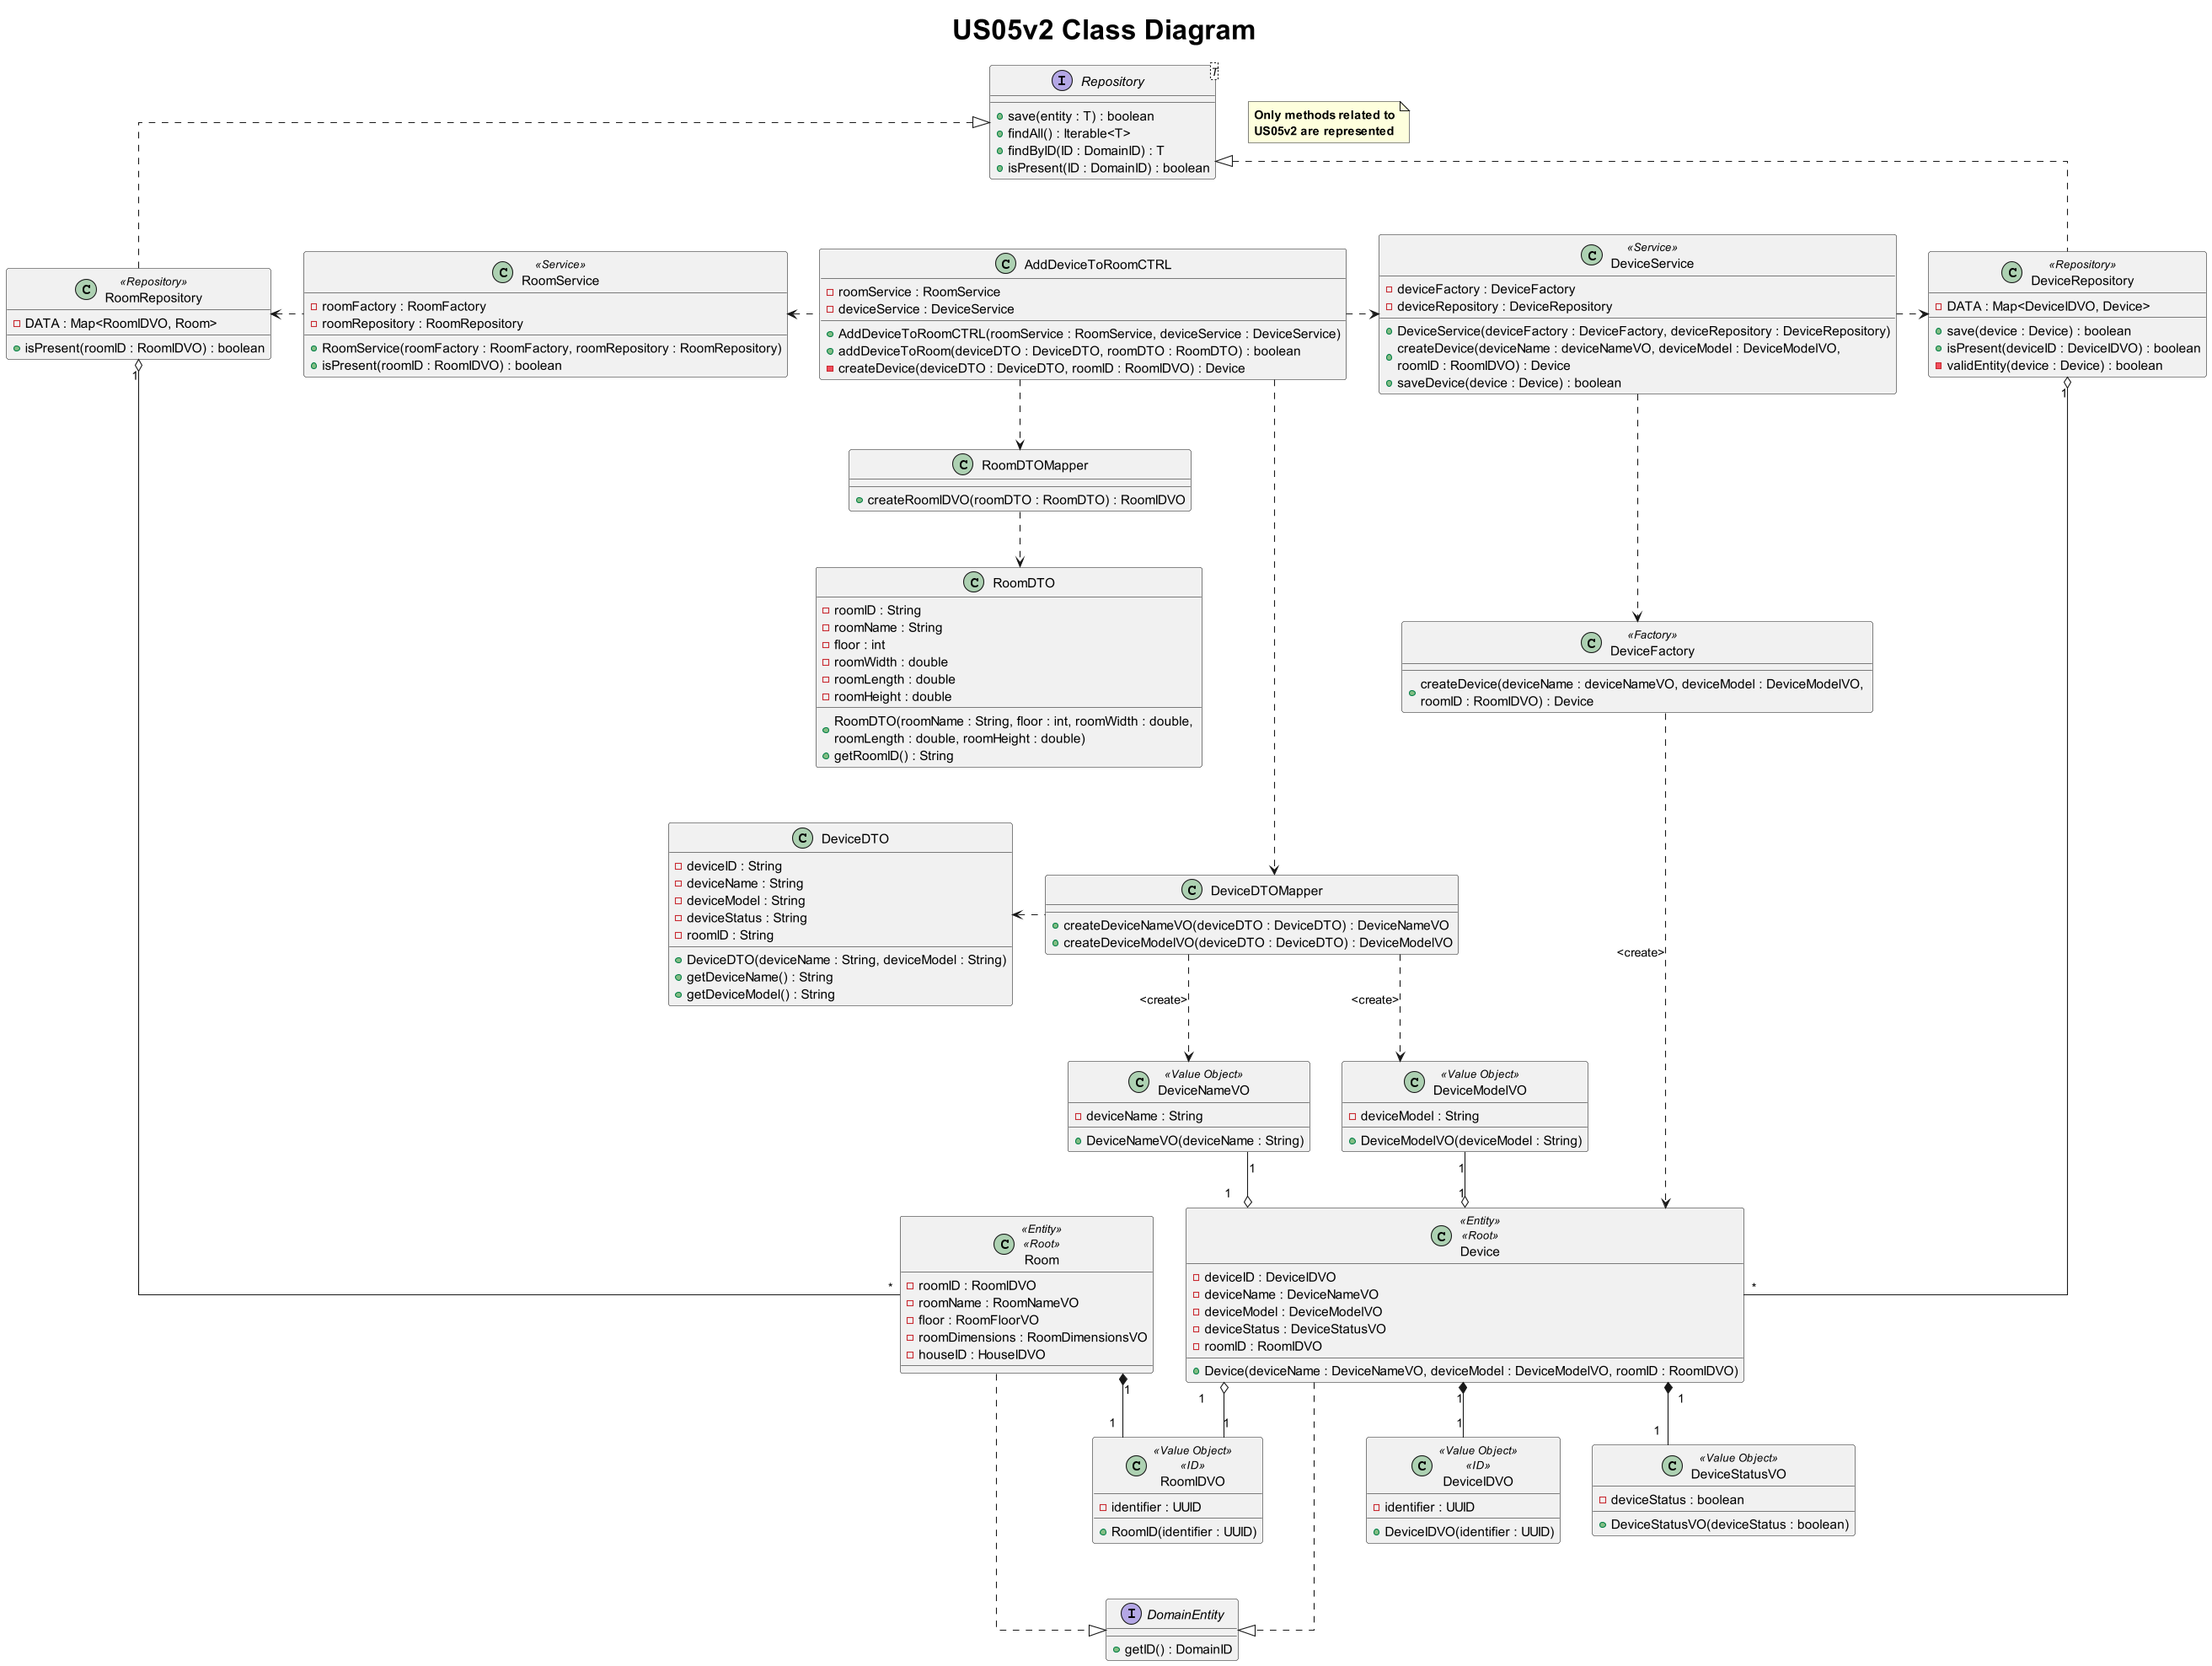 US05v2 Class Diagram
I
Repository
T
save(entity : T) : boolean
findAll() : Iterable<T>
findByID(ID : DomainID) : T
isPresent(ID : DomainID) : boolean
Only methods related to
US05v2 are represented
C
«Repository»
RoomRepository
DATA : Map<RoomIDVO, Room>
isPresent(roomID : RoomIDVO) : boolean
1
C
«Service»
RoomService
roomFactory : RoomFactory
roomRepository : RoomRepository
RoomService(roomFactory : RoomFactory, roomRepository : RoomRepository)
isPresent(roomID : RoomIDVO) : boolean
C
AddDeviceToRoomCTRL
roomService : RoomService
deviceService : DeviceService
AddDeviceToRoomCTRL(roomService : RoomService, deviceService : DeviceService)
addDeviceToRoom(deviceDTO : DeviceDTO, roomDTO : RoomDTO) : boolean
createDevice(deviceDTO : DeviceDTO, roomID : RoomIDVO) : Device
C
«Service»
DeviceService
deviceFactory : DeviceFactory
deviceRepository : DeviceRepository
DeviceService(deviceFactory : DeviceFactory, deviceRepository : DeviceRepository)
createDevice(deviceName : deviceNameVO, deviceModel : DeviceModelVO,
roomID : RoomIDVO) : Device
saveDevice(device : Device) : boolean
C
«Repository»
DeviceRepository
DATA : Map<DeviceIDVO, Device>
save(device : Device) : boolean
isPresent(deviceID : DeviceIDVO) : boolean
validEntity(device : Device) : boolean
1
C
RoomDTOMapper
createRoomIDVO(roomDTO : RoomDTO) : RoomIDVO
C
RoomDTO
roomID : String
roomName : String
floor : int
roomWidth : double
roomLength : double
roomHeight : double
RoomDTO(roomName : String, floor : int, roomWidth : double,
roomLength : double, roomHeight : double)
getRoomID() : String
C
«Factory»
DeviceFactory
createDevice(deviceName : deviceNameVO, deviceModel : DeviceModelVO,
roomID : RoomIDVO) : Device
C
DeviceDTO
deviceID : String
deviceName : String
deviceModel : String
deviceStatus : String
roomID : String
DeviceDTO(deviceName : String, deviceModel : String)
getDeviceName() : String
getDeviceModel() : String
C
DeviceDTOMapper
createDeviceNameVO(deviceDTO : DeviceDTO) : DeviceNameVO
createDeviceModelVO(deviceDTO : DeviceDTO) : DeviceModelVO
<create>
<create>
<create>
C
«Value Object»
DeviceNameVO
deviceName : String
DeviceNameVO(deviceName : String)
1
1
C
«Value Object»
DeviceModelVO
deviceModel : String
DeviceModelVO(deviceModel : String)
1
1
C
«Entity»
«Root»
Room
roomID : RoomIDVO
roomName : RoomNameVO
floor : RoomFloorVO
roomDimensions : RoomDimensionsVO
houseID : HouseIDVO
*
C
«Entity»
«Root»
Device
deviceID : DeviceIDVO
deviceName : DeviceNameVO
deviceModel : DeviceModelVO
deviceStatus : DeviceStatusVO
roomID : RoomIDVO
Device(deviceName : DeviceNameVO, deviceModel : DeviceModelVO, roomID : RoomIDVO)
*
1
1
1
1
1
1
1
1
C
«Value Object»
«ID»
RoomIDVO
identifier : UUID
RoomID(identifier : UUID)
C
«Value Object»
«ID»
DeviceIDVO
identifier : UUID
DeviceIDVO(identifier : UUID)
C
«Value Object»
DeviceStatusVO
deviceStatus : boolean
DeviceStatusVO(deviceStatus : boolean)
I
DomainEntity
getID() : DomainID